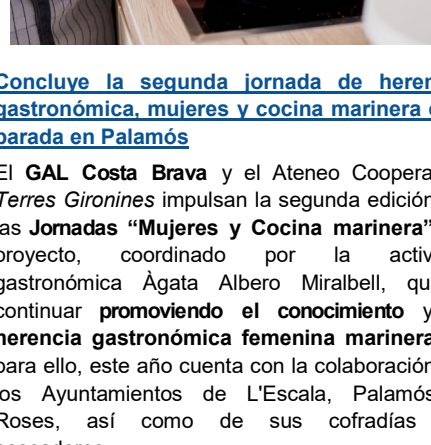 Concluye la segunda jornada de heren
gastronómica, mujeres y cocina marinera
parada en Palamós
El GAL Costa Brava y el Ateneo Coopera
Terres Gironines impulsan la segunda edición
las Jornadas “Mujeres y Cocina marinera”
proyecto, coordinado por la activ
gastronómica Àgata Albero Miralbell, qu
continuar promoviendo el conocimiento y
herencia gastronómica femenina marinera
para ello, este año cuenta con la colaboración
los Ayuntamientos de L'Escala, Palamós
Roses, así como de sus cofradías